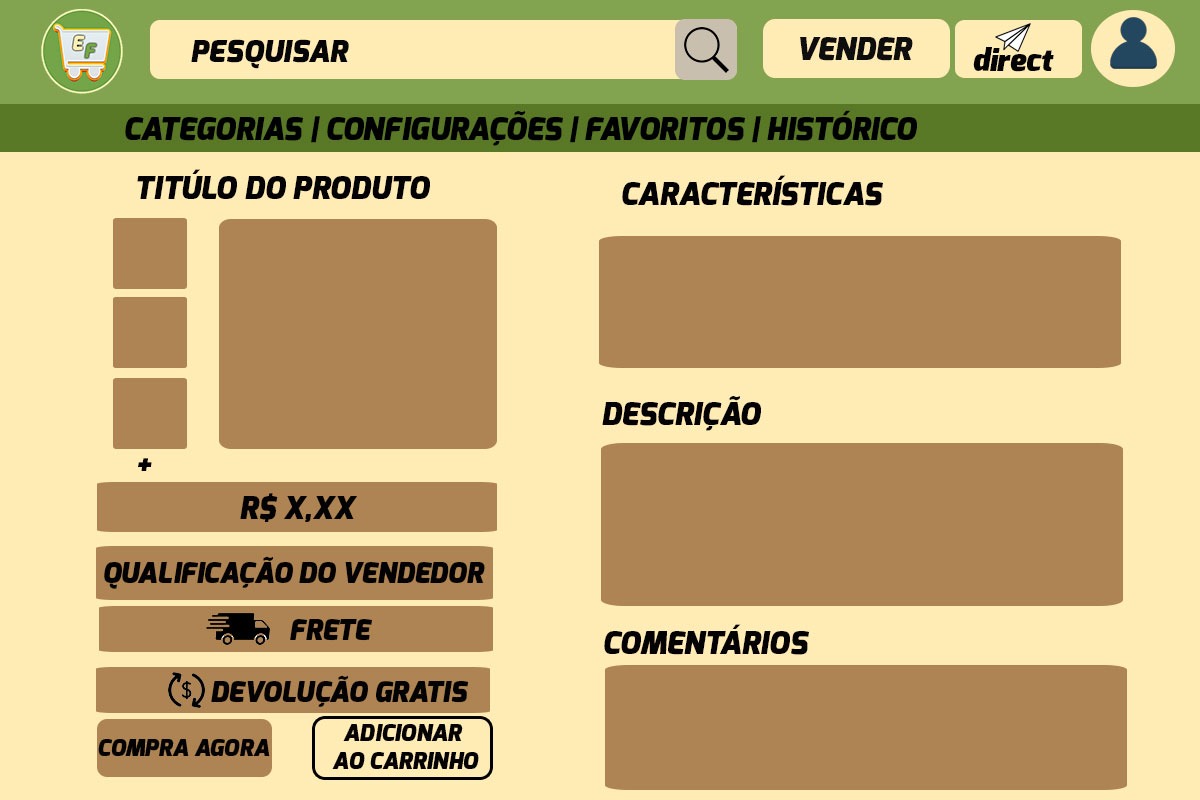 EF
PESQUISAR
VENDER
direct
CATEGORIAS | CONFIGURAÇÕES | FAVORITOS | HISTÓRICO
TITÚLO DO PRODUTO
+
R$ X,XX
QUALIFICAÇÃO DO VENDEDOR
FRETE
$ DEVOLUÇÃO GRATIS
COMPRA AGORA
ADICIONAR
AO CARRINHO
CARACTERÍSTICAS
DESCRIÇÃO
COMENTÁRIOS